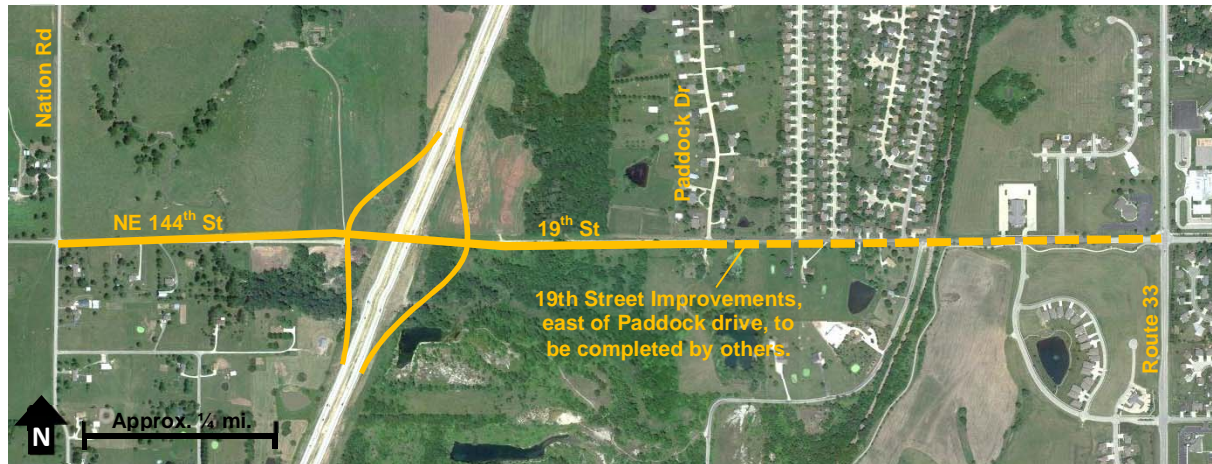 Nation Rd
NE 144th St
19th St
Paddock Dr
19th Street Improvements,
east of Paddock drive, to
be completed by others.
Route 33
N
Approx. ¼ mi.